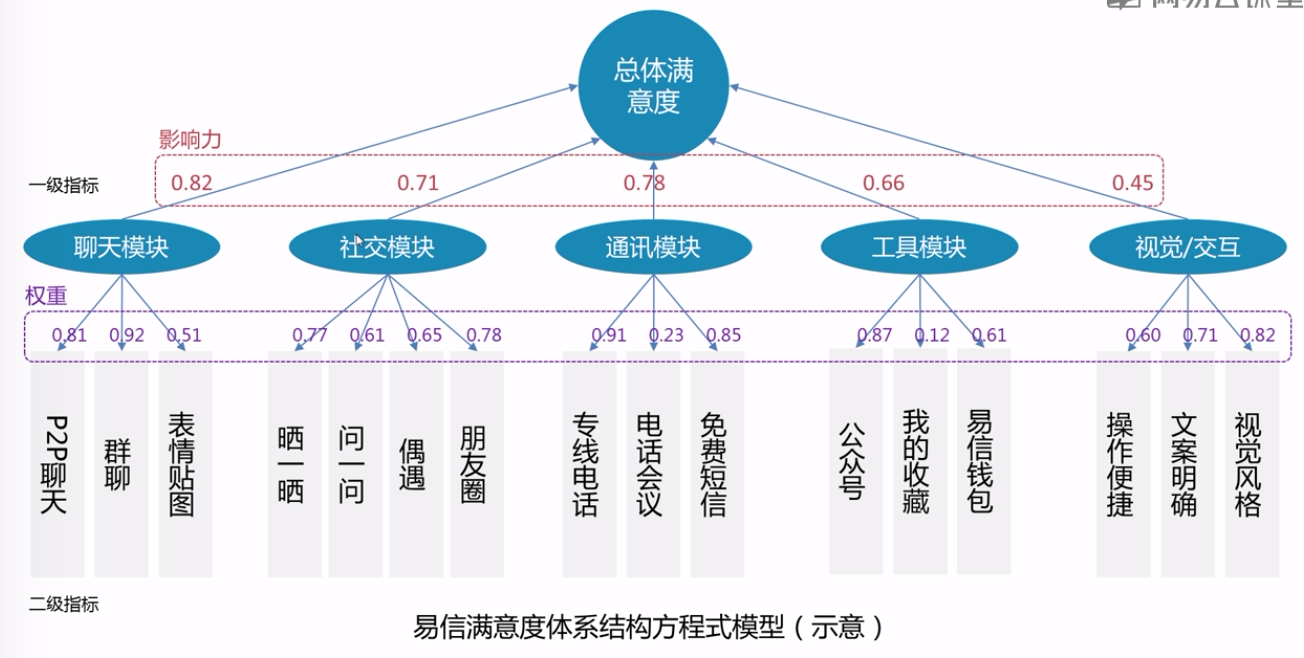 总体满
意度
影响力
一级指标
0.82 0.71 0.78 0.66 0.45
聊天模块 社交模块 通讯模块 工具模块 视觉/交互
权重
0.81 0.92 0.51 0.77 0.61 0.65 0.78 0.91 0.23 0.85 0.87 0.12 0.61 0.60 0.71 0.82
P2P聊天
群聊
表情贴图
晒一晒
问一问
偶遇
朋友圈
专线电话
电话会议
免费短信
公众号
我的收藏
易信钱包
操作便捷
文案明确
视觉风格
二级指标
易信满意度体系结构方程式模型（示意）